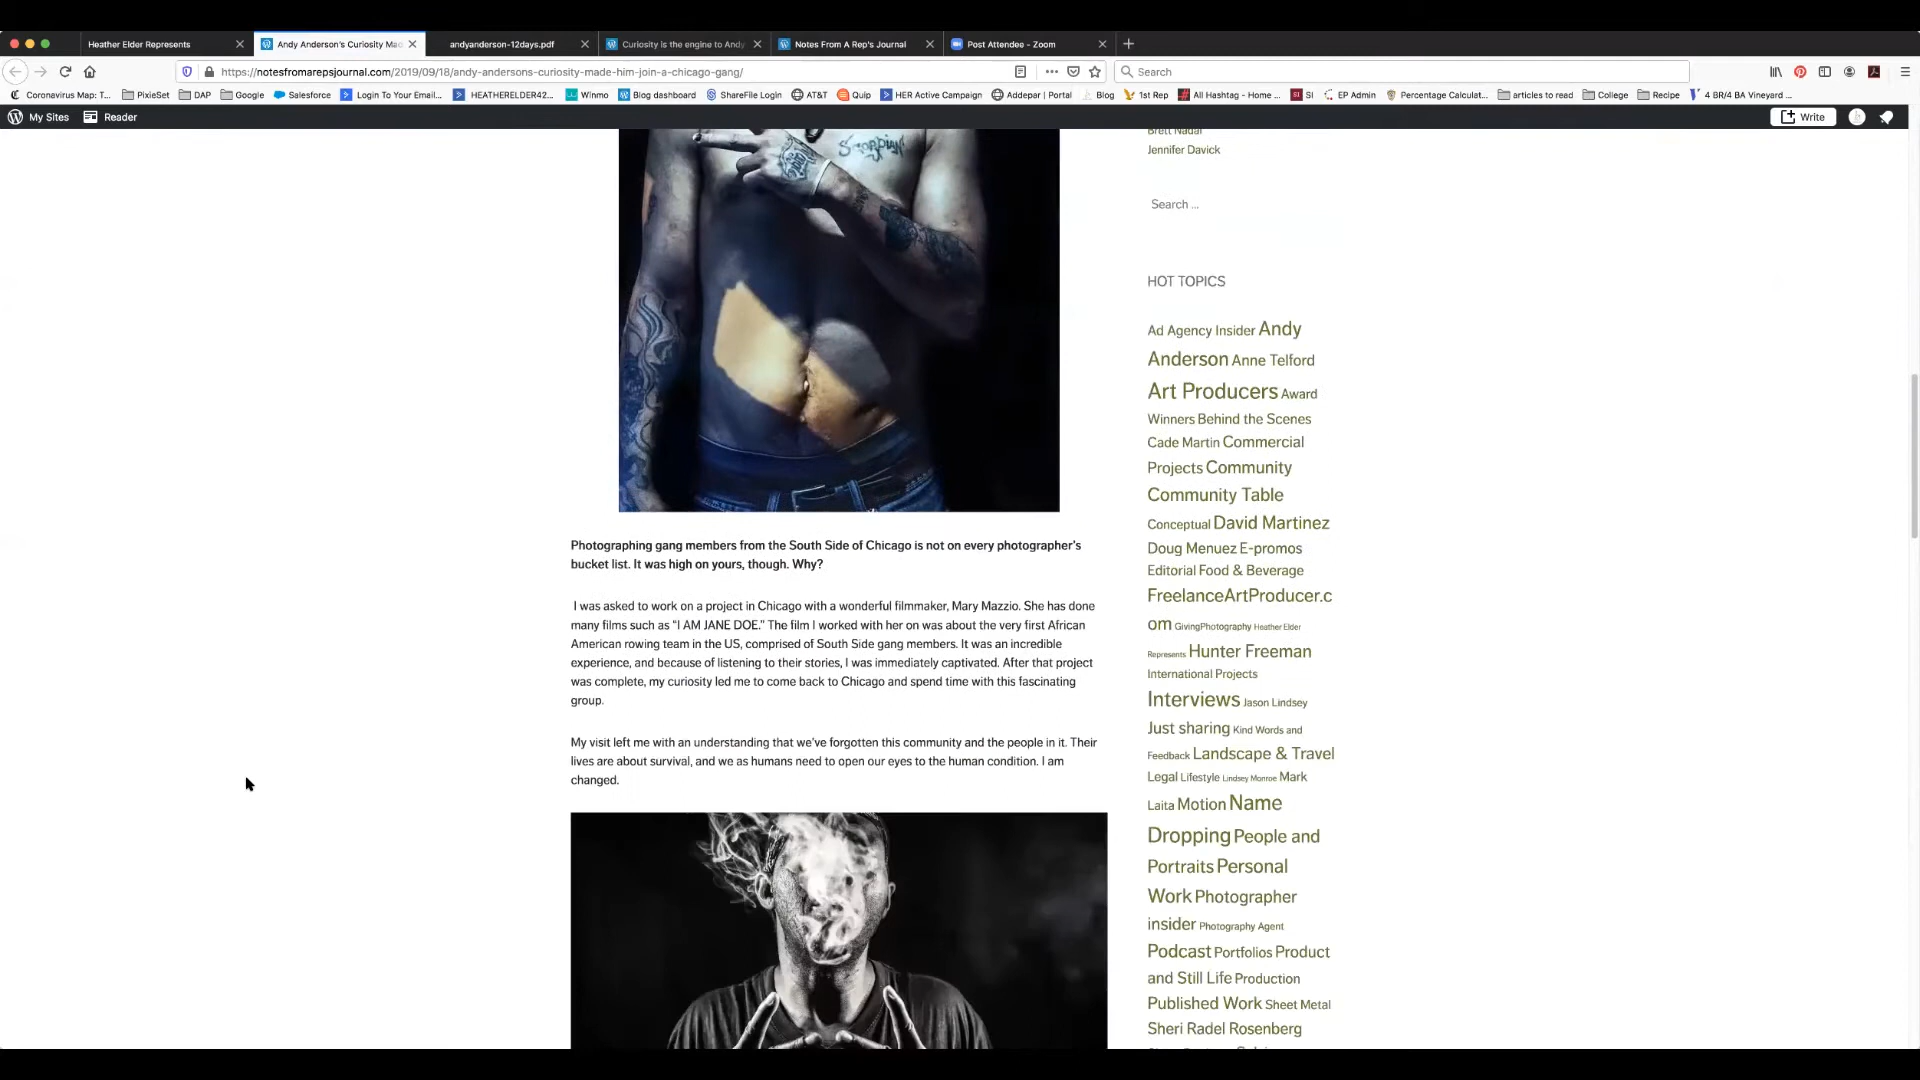 Heather Elder Represents
Andy Anderson's Curiosity Mad
andyanderson-12days.pdf
Curiosity is the engine to Andy
Notes From A Rep's Journal
Post Attendee - Zoom
https://notesfromarepsjournal.com/2019/09/18/andy-andersons-curiosity-made-him-join-a-chicago-gang/
Search
Coronavirus Map: T...
PixieSet
DAP
Google
Salesforce
Login To Your Email...
HEATHERELDER42...
Winmo
Blog dashboard
ShareFile Login
AT&T
Quip
HER Active Campaign
Addepar | Portal
Blog
1st Rep
All Hashtag - Home ...
SI
EP Admin
Percentage Calculat...
articles to read
College
Recipe
4 BR/4 BA Vineyard ...
My Sites
Reader
Write
Scorpian
Brett Nadal
Jennifer Davick
Search ...
HOT TOPICS
Ad Agency Insider Andy
Anderson Anne Telford
Art Producers Award
Winners Behind the Scenes
Cade Martin Commercial
Projects Community
Community Table
Conceptual David Martinez
Doug Menuez E-promos
Editorial Food & Beverage
FreelanceArtProducer.c
om GivingPhotography Heather Elder
Represents Hunter Freeman
International Projects
Interviews Jason Lindsey
Just sharing Kind Words and
Feedback Landscape & Travel
Legal Lifestyle Lindsey Monroe Mark
Laita Motion Name
Dropping People and
Portraits Personal
Work Photographer
insider Photography Agent
Podcast Portfolios Product
and Still Life Production
Published Work Sheet Metal
Sheri Radel Rosenberg
Photographing gang members from the South Side of Chicago is not on every photographer's
bucket list. It was high on yours, though. Why?
I was asked to work on a project in Chicago with a wonderful filmmaker, Mary Mazzio. She has done
many films such as “I AM JANE DOE.” The film I worked with her on was about the very first African
American rowing team in the US, comprised of South Side gang members. It was an incredible
experience, and because of listening to their stories, I was immediately captivated. After that project
was complete, my curiosity led me to come back to Chicago and spend time with this fascinating
group.
My visit left me with an understanding that we've forgotten this community and the people in it. Their
lives are about survival, and we as humans need to open our eyes to the human condition. I am
changed.